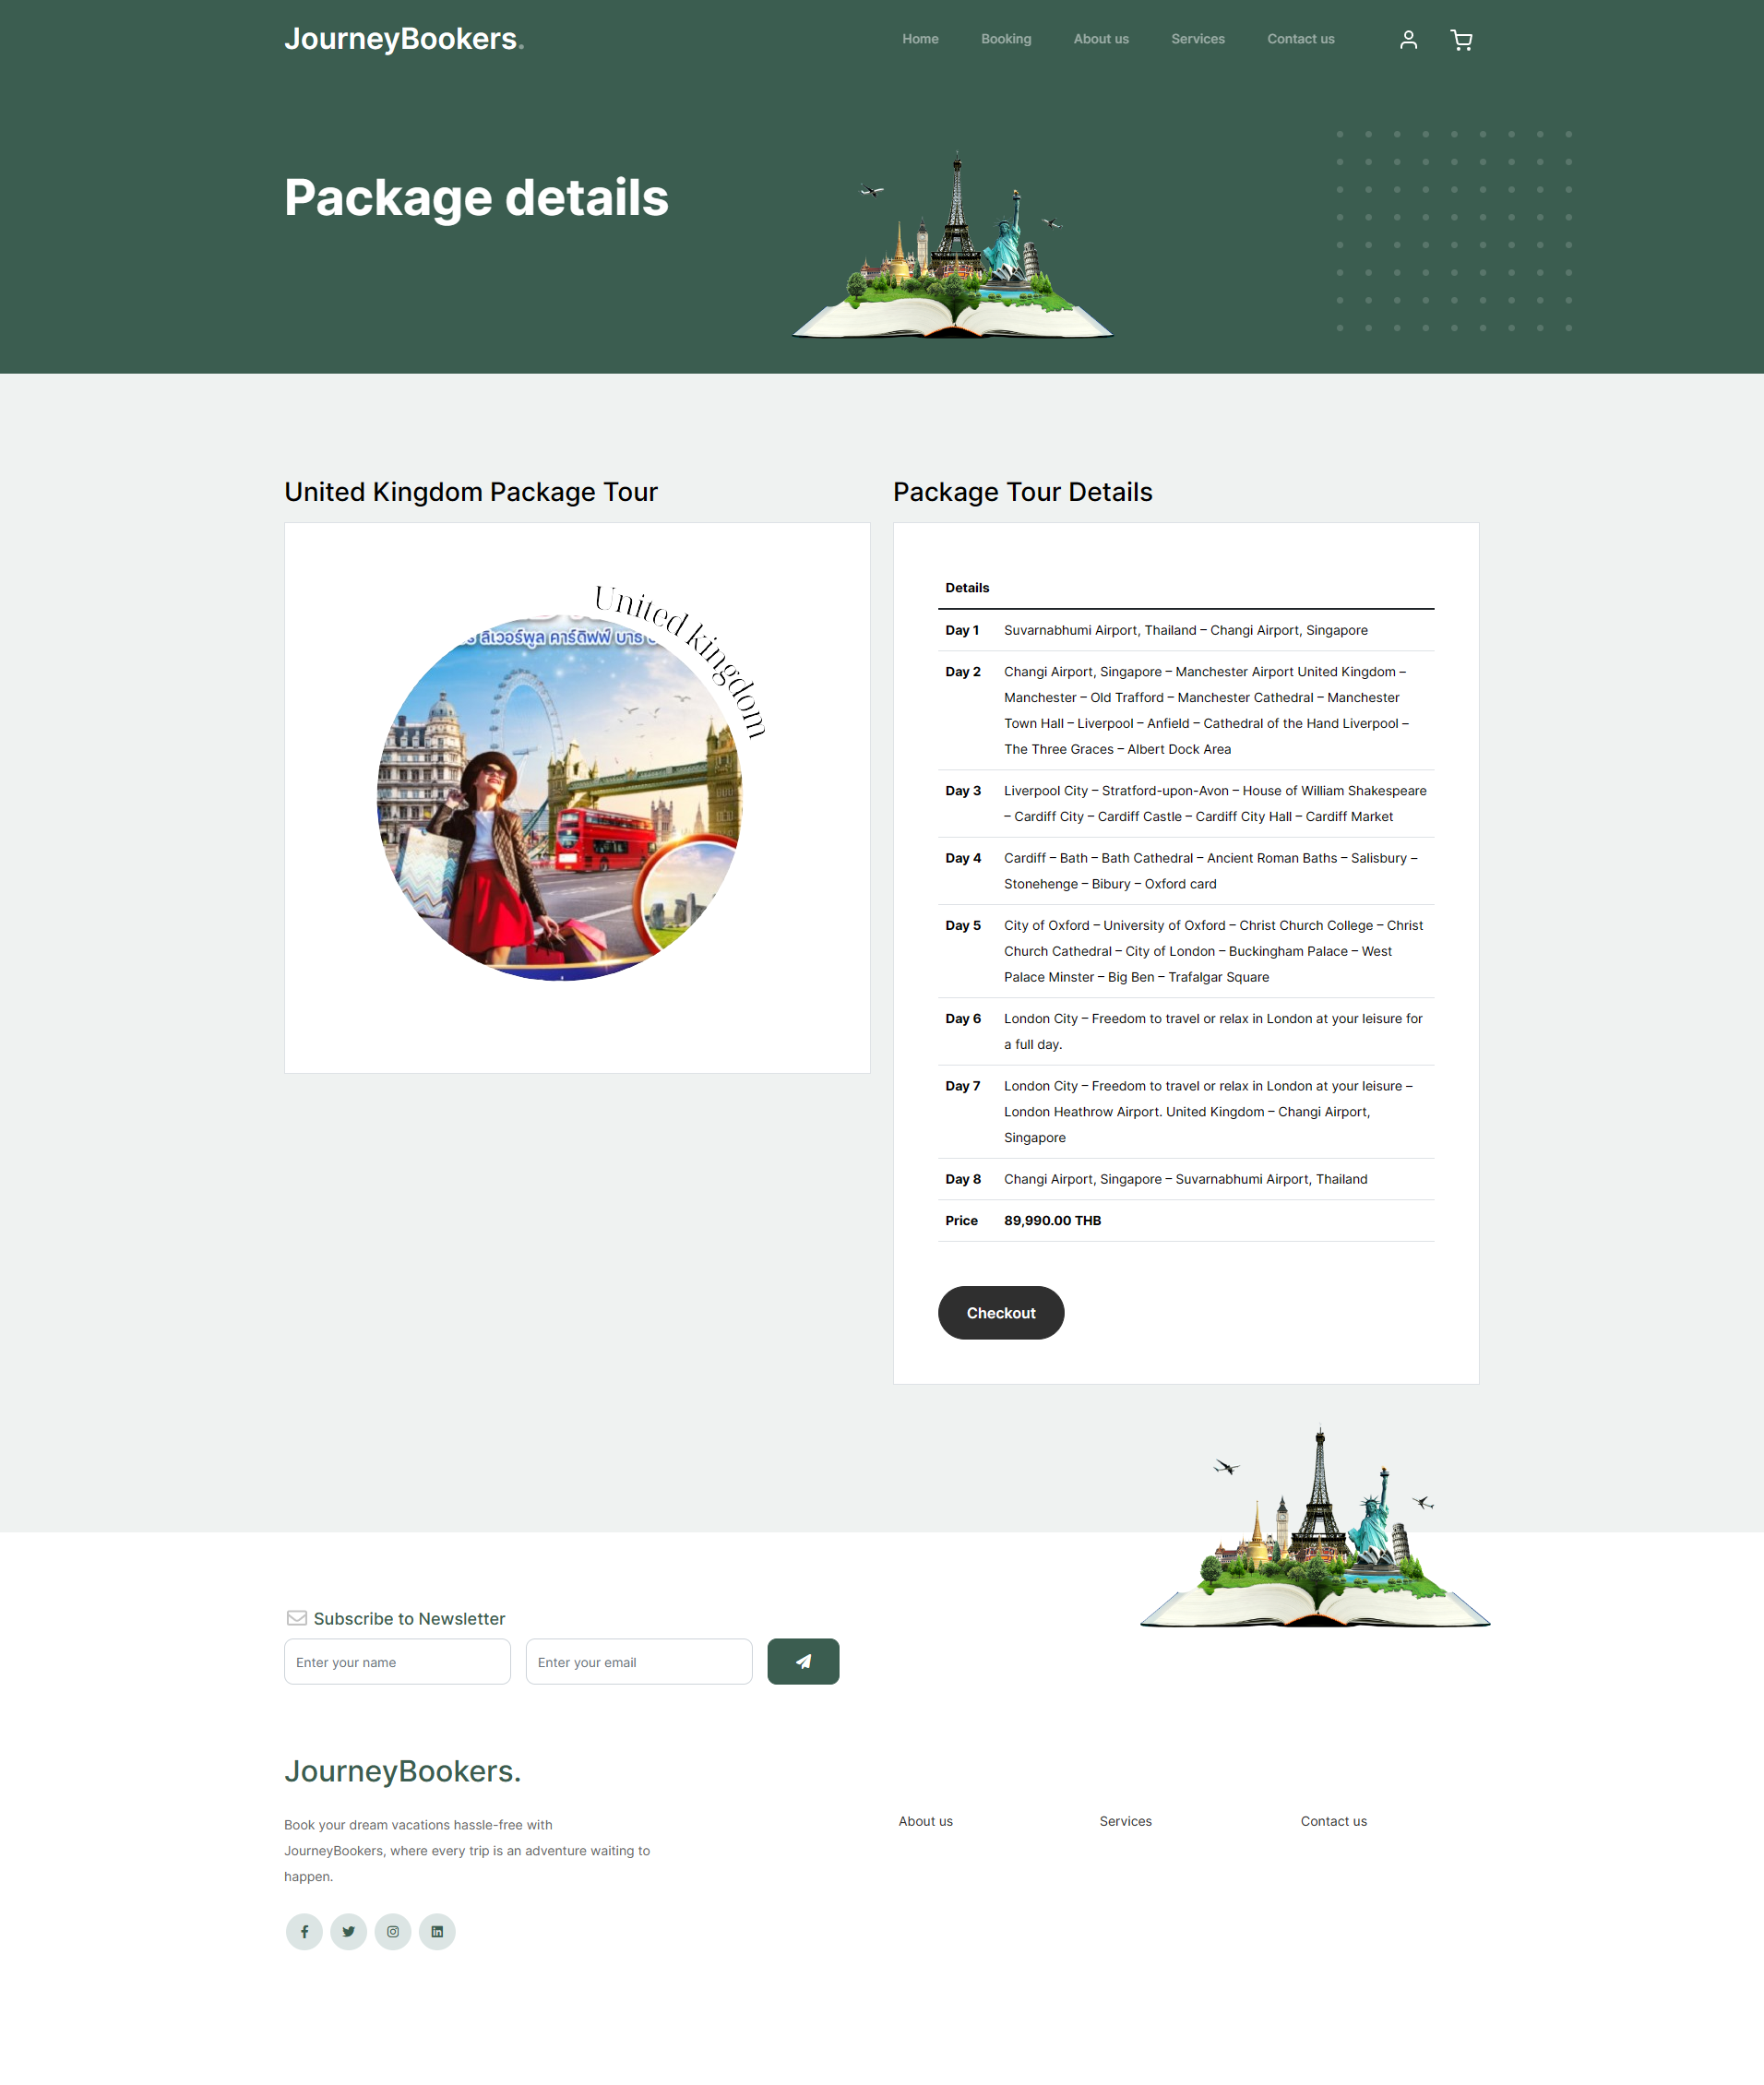 JourneyBookers.
Home
Booking
About us
Services
Contact us
Package details
United Kingdom Package Tour
United kingdom
ลิเวอร์พูล คาร์ดิฟฟ์ บาธ
Package Tour Details
Details
Day 1 Suvarnabhumi Airport, Thailand – Changi Airport, Singapore
Day 2 Changi Airport, Singapore – Manchester Airport United Kingdom –
Manchester – Old Trafford – Manchester Cathedral – Manchester
Town Hall – Liverpool – Anfield – Cathedral of the Hand Liverpool –
The Three Graces – Albert Dock Area
Day 3 Liverpool City – Stratford-upon-Avon – House of William Shakespeare
– Cardiff City – Cardiff Castle – Cardiff City Hall – Cardiff Market
Day 4 Cardiff – Bath – Bath Cathedral – Ancient Roman Baths – Salisbury –
Stonehenge – Bibury – Oxford card
Day 5 City of Oxford – University of Oxford – Christ Church College – Christ
Church Cathedral – City of London – Buckingham Palace – West
Palace Minster – Big Ben – Trafalgar Square
Day 6 London City – Freedom to travel or relax in London at your leisure for
a full day.
Day 7 London City – Freedom to travel or relax in London at your leisure –
London Heathrow Airport. United Kingdom – Changi Airport,
Singapore
Day 8 Changi Airport, Singapore – Suvarnabhumi Airport, Thailand
Price 89,990.00 THB
Checkout
Subscribe to Newsletter
Enter your name
Enter your email
JourneyBookers.
Book your dream vacations hassle-free with
JourneyBookers, where every trip is an adventure waiting to
happen.
About us
Services
Contact us